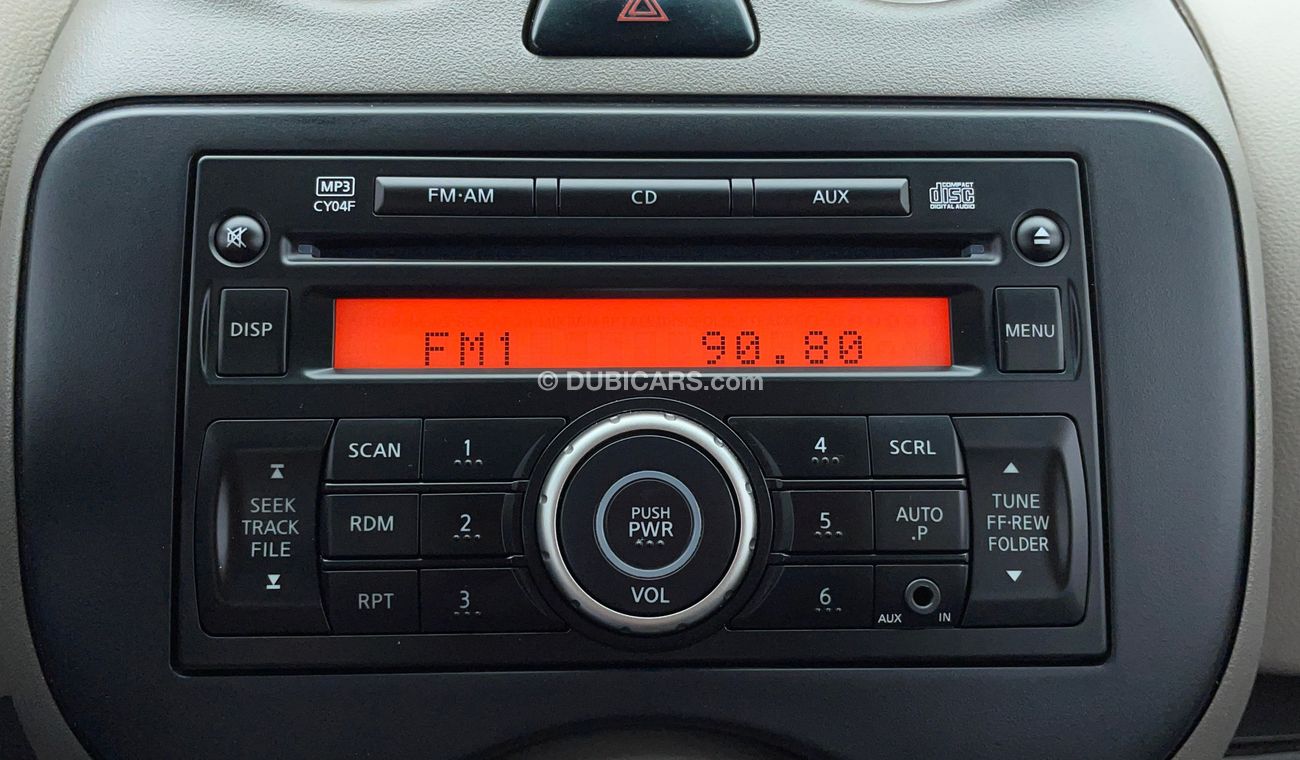 MP3
CY04F
FM·AM
CD
AUX
COMPACT
disc
DIGITAL AUDIO
DISP
FM1 90.80
MENU
© DUBICARS.com
SEEK
TRACK
FILE
SCAN
1
4
SCRL
TUNE
FF·REW
FOLDER
RDM
2
PUSH
PWR
VOL
5
AUTO
.P
RPT
3
6
AUX IN